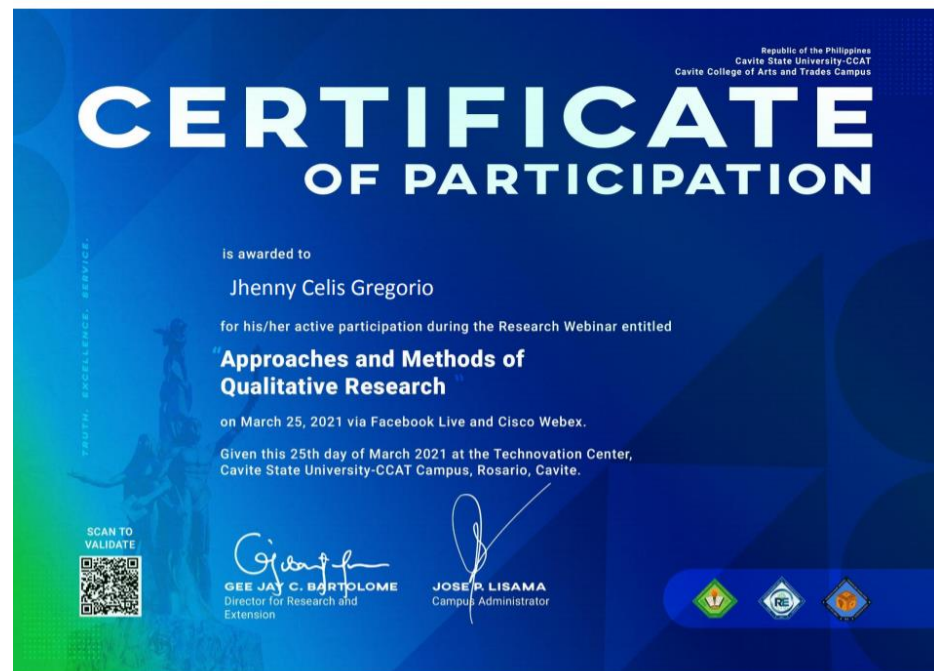 Republic of the Philippines
Cavite State University-CCAT
Cavite College of Arts and Trades Campus
CERTIFICATE
OF PARTICIPATION
is awarded to
Jhenny Celis Gregorio
for his/her active participation during the Research Webinar entitled
"Approaches and Methods of
Qualitative Research"
on March 25, 2021 via Facebook Live and Cisco Webex.
Given this 25th day of March 2021 at the Technovation Center,
Cavite State University-CCAT Campus, Rosario, Cavite.
TRUTH. EXCELLENCE. SERVICE.
SCAN TO
VALIDATE
GEE JAY C. BARTOLOME
Director for Research and
Extension
JOSE P. LISAMA
Campus Administrator
RE